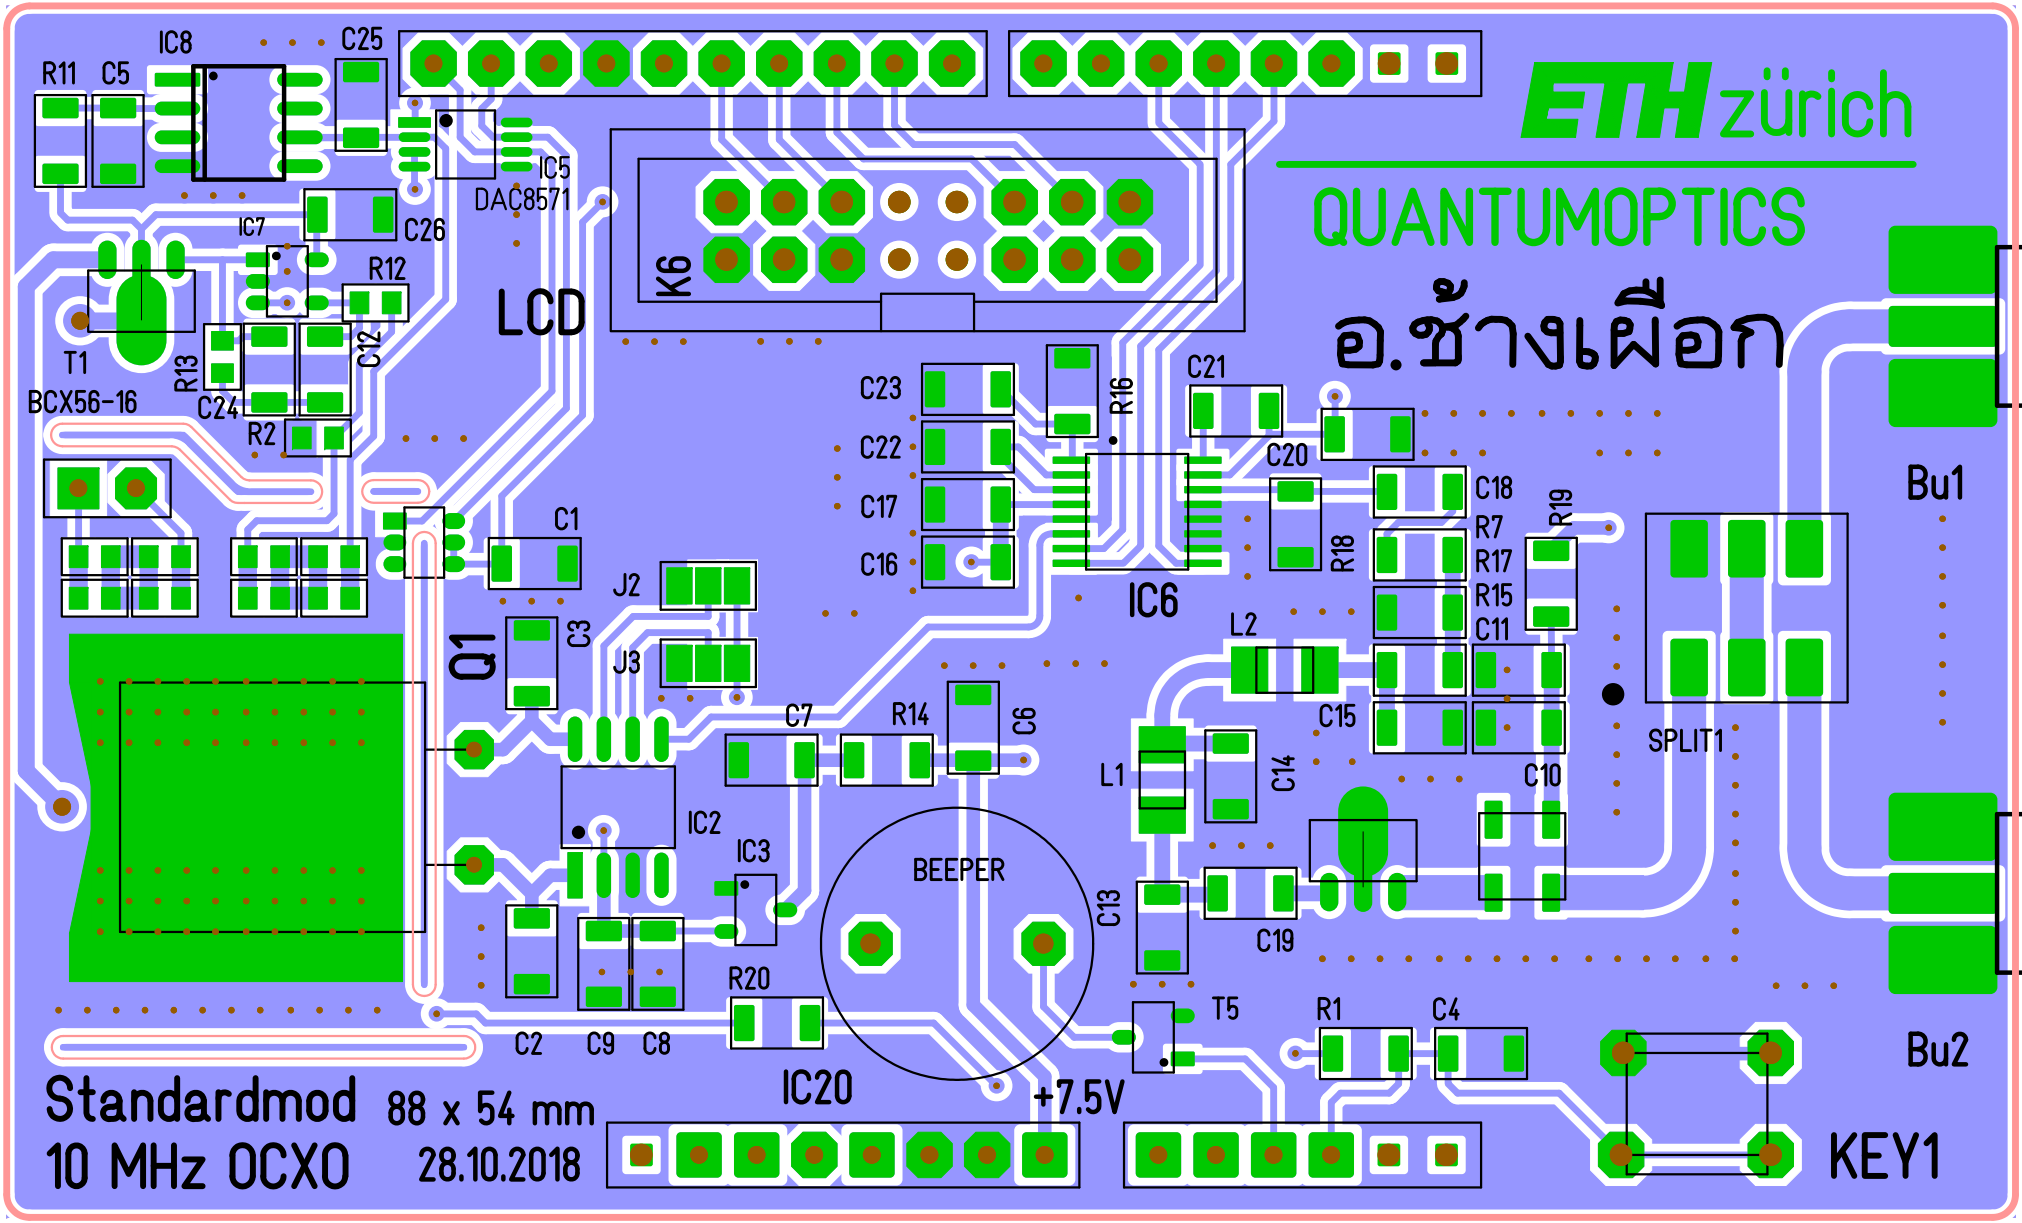 IC8
C25
R11
C5
ETH zürich
IC5
DAC8571
QUANTUMOPTICS
IC7
C26
K6
R12
LCD
อ.ช้างเผือก
T1
R13
C12
BCX56-16
C24
R2
C23
R16
C21
C22
C20
C17
C18
R19
Bu1
C1
C16
R18
R7
R17
J2
IC6
R15
Q1
C3
J3
L2
C11
C7
R14
C6
C15
SPLIT1
L1
C14
C10
IC2
IC3
BEEPER
C13
C19
R20
T5
R1
C4
C2
C9
C8
Bu2
Standardmod
88 x 54 mm
IC20
+7.5V
10 MHz OCXO
28.10.2018
KEY1